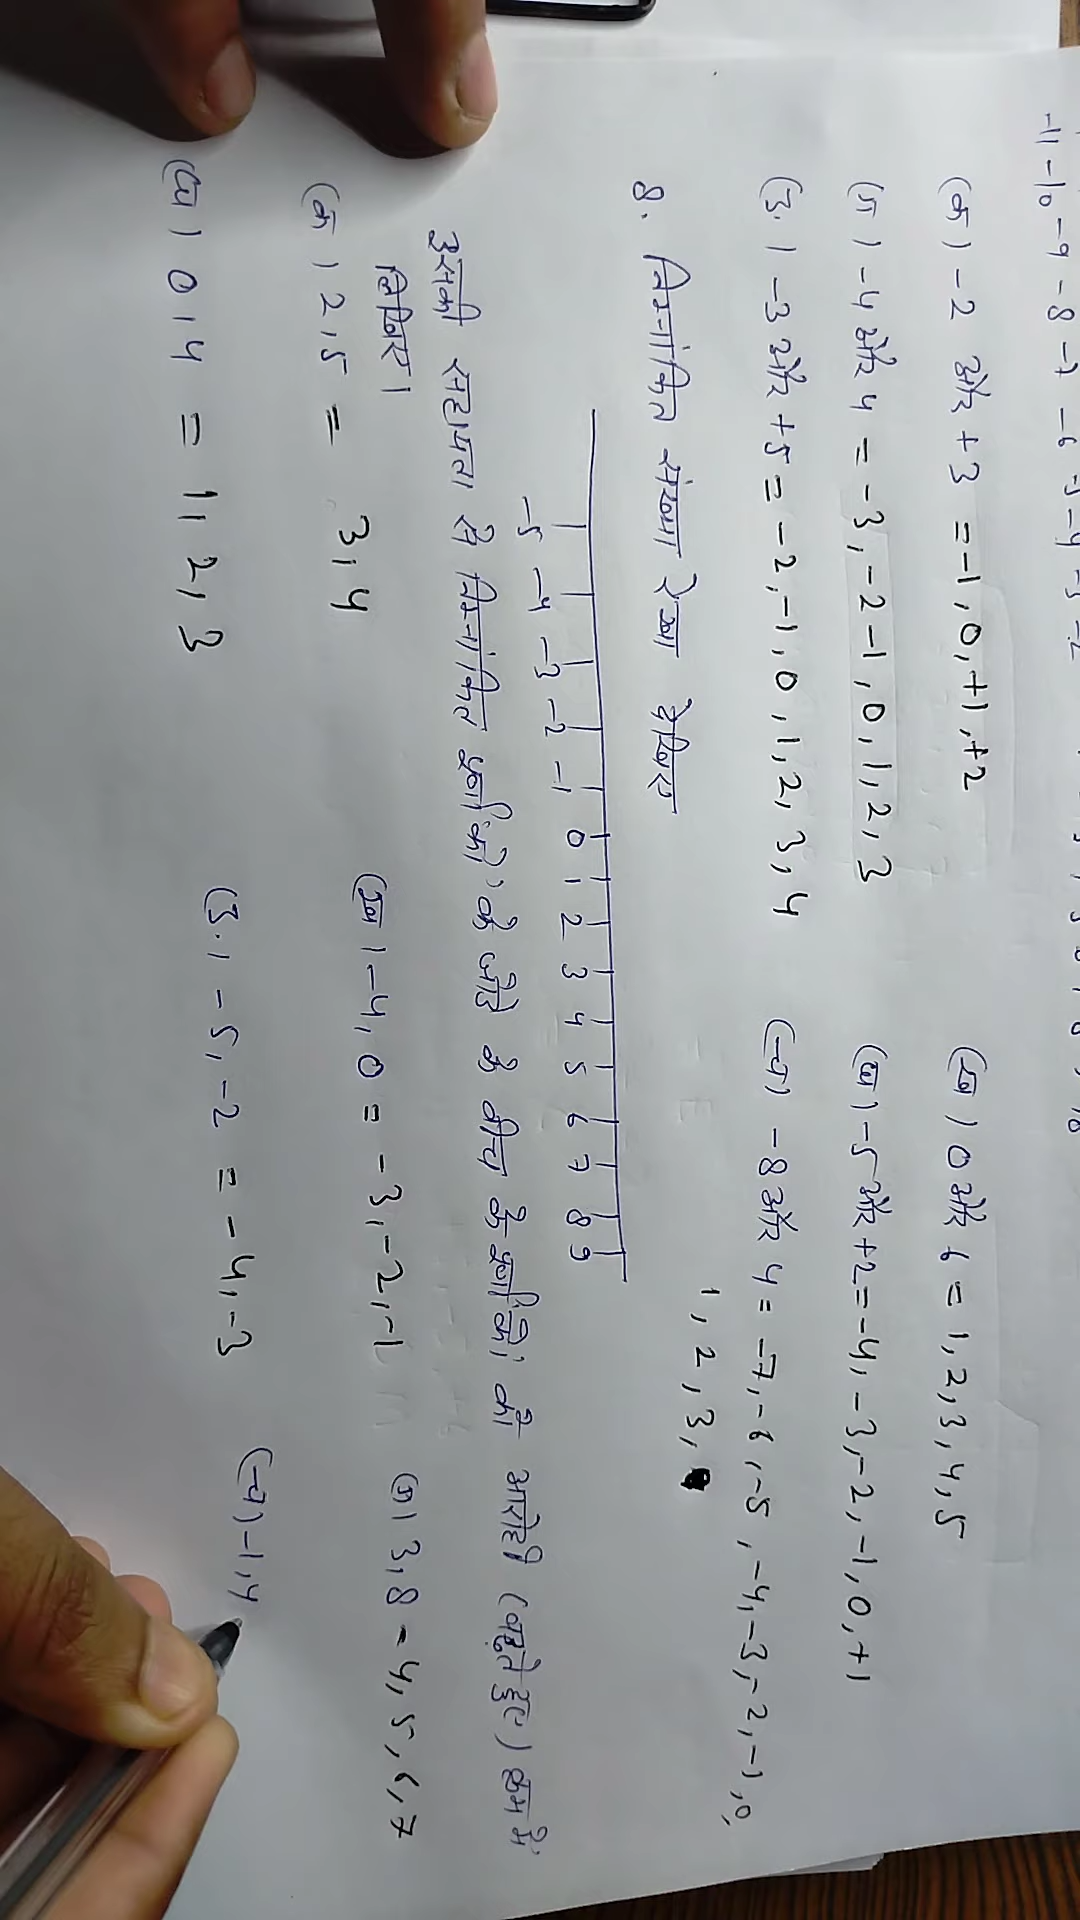 -11 -10 -9 -8 -7 -6
(क) -2 और +3 = -1, 0, +1, +2 (ख) 0 और 6 = 1, 2, 3, 4, 5
(ग) -4 और 4 = -3, -2 -1, 0, 1, 2, 3 (घ) -5 और +2 = -4, -3, -2, -1, 0, +1
(ङ) -3 और +5 = -2, -1, 0, 1, 2, 3, 4 (च) -8 और 4 = -7, -6, -5, -4, -3, -2, -1, 0,
1, 2, 3,
8. निम्नांकित संख्या रेखा देखिए
-5 -4 -3 -2 -1 0 1 2 3 4 5 6 7 8 9
इसकी सहायता से निम्नांकित पूर्णांकों के जोड़े के बीच के पूर्णांकों को आरोही (बढ़ते हुए) क्रम में
लिखिए।
(क) 2, 5 = 3, 4 (ख) -4, 0 = -3, -2, -1 (ग) 3, 8 = 4, 5, 6, 7
(घ) 0, 4 = 1, 2, 3 (ङ) -5, -2 = -4, -3 (च) -1, 4